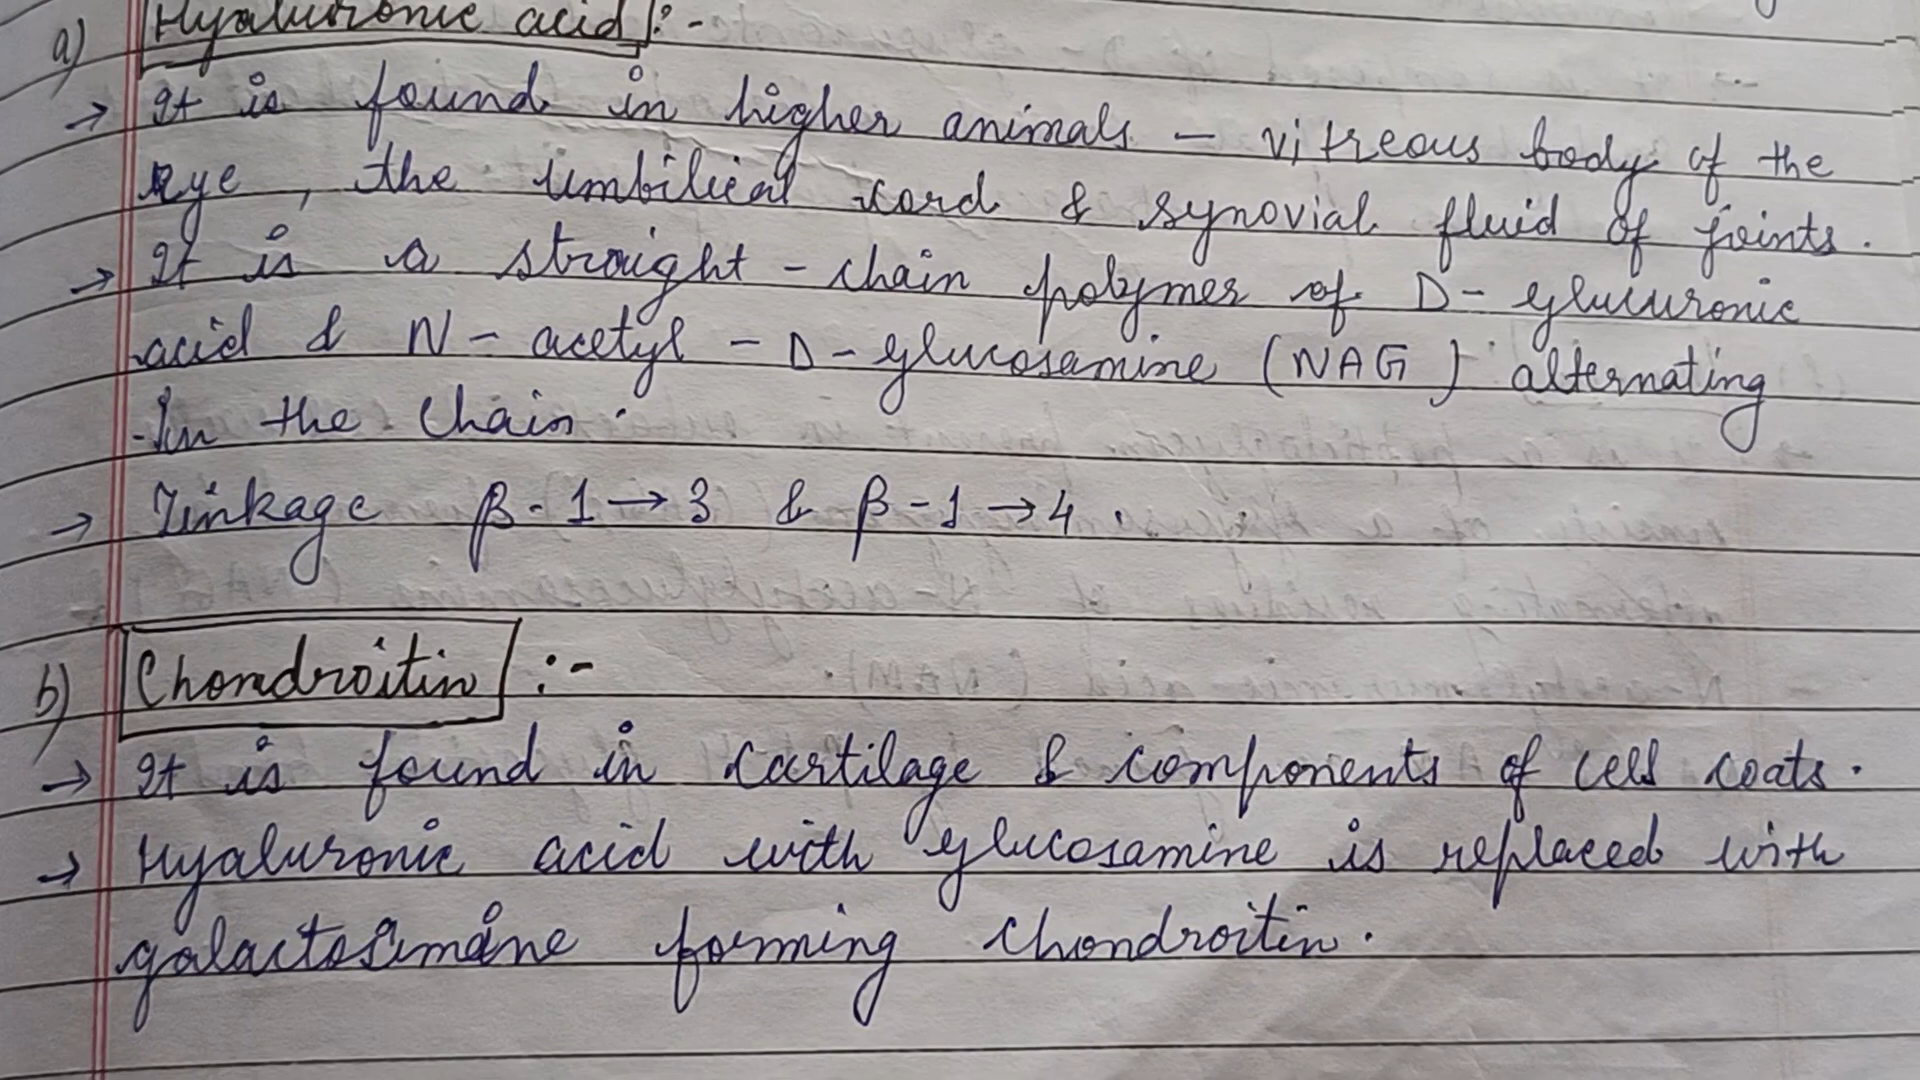 a) Hyaluronic acid :-
→ It is found in higher animals – vitreous body of the
eye, the umbilical cord & synovial fluid of joints.
→ It is a straight – chain polymer of D- glucuronic
acid & N – acetyl – D – glucosamine (NAG) alternating
in the chain.
→ Linkage β- 1→3 & β-1→4.
b) Chondroitin :-
→ It is found in cartilage & components of cell coats.
→ Hyaluronic acid with glucosamine is replaced with
galactosamine forming chondroitin.